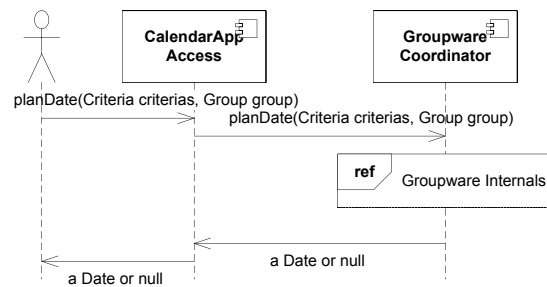 CalendarApp
Access
Groupware
Coordinator
planDate(Criteria criterias, Group group)
planDate(Criteria criterias, Group group)
ref
Groupware Internals
a Date or null
a Date or null